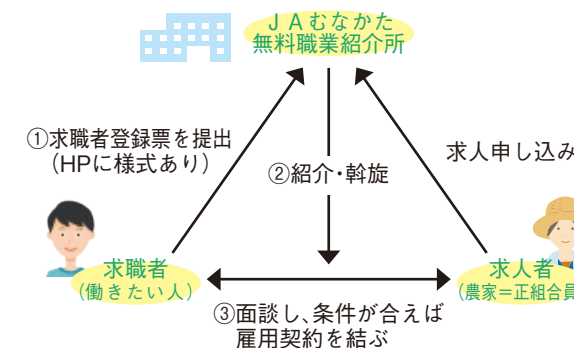 ＪＡむなかた
無料職業紹介所
①求職者登録票を提出
(HPに様式あり)
②紹介・斡旋
求人申し込み
求職者
(働きたい人)
求人者
(農家＝正組合員
③面談し、条件が合えば
雇用契約を結ぶ